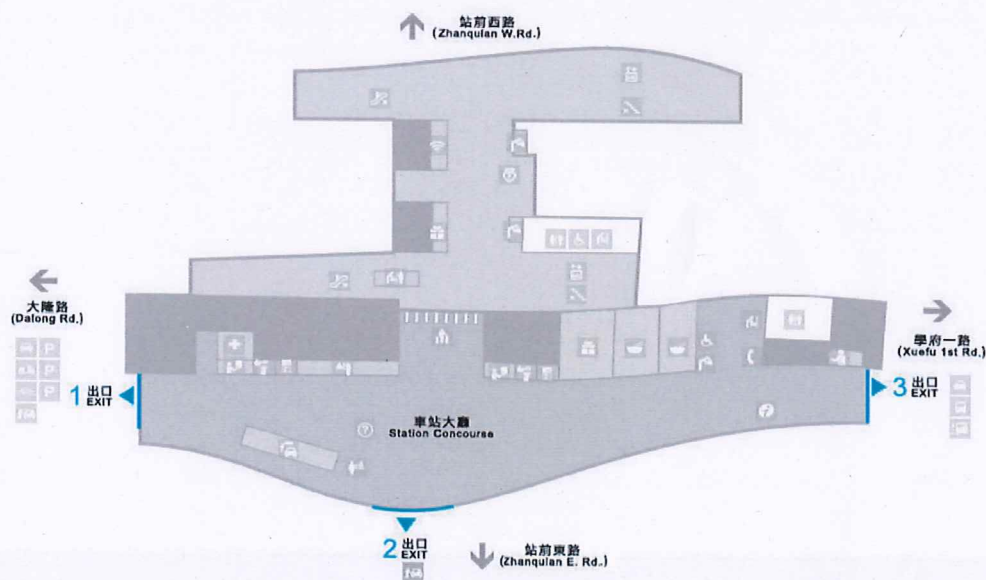 站前西路
(Zhanqian W.Rd.)
大隆路
(Dalong Rd.)
學府一路
(Xuefu 1st Rd.)
P
P
P
1 出口
EXIT
3 出口
EXIT
車站大廳
Station Concourse
?
2 出口
EXIT
站前東路
(Zhanqian E. Rd..)